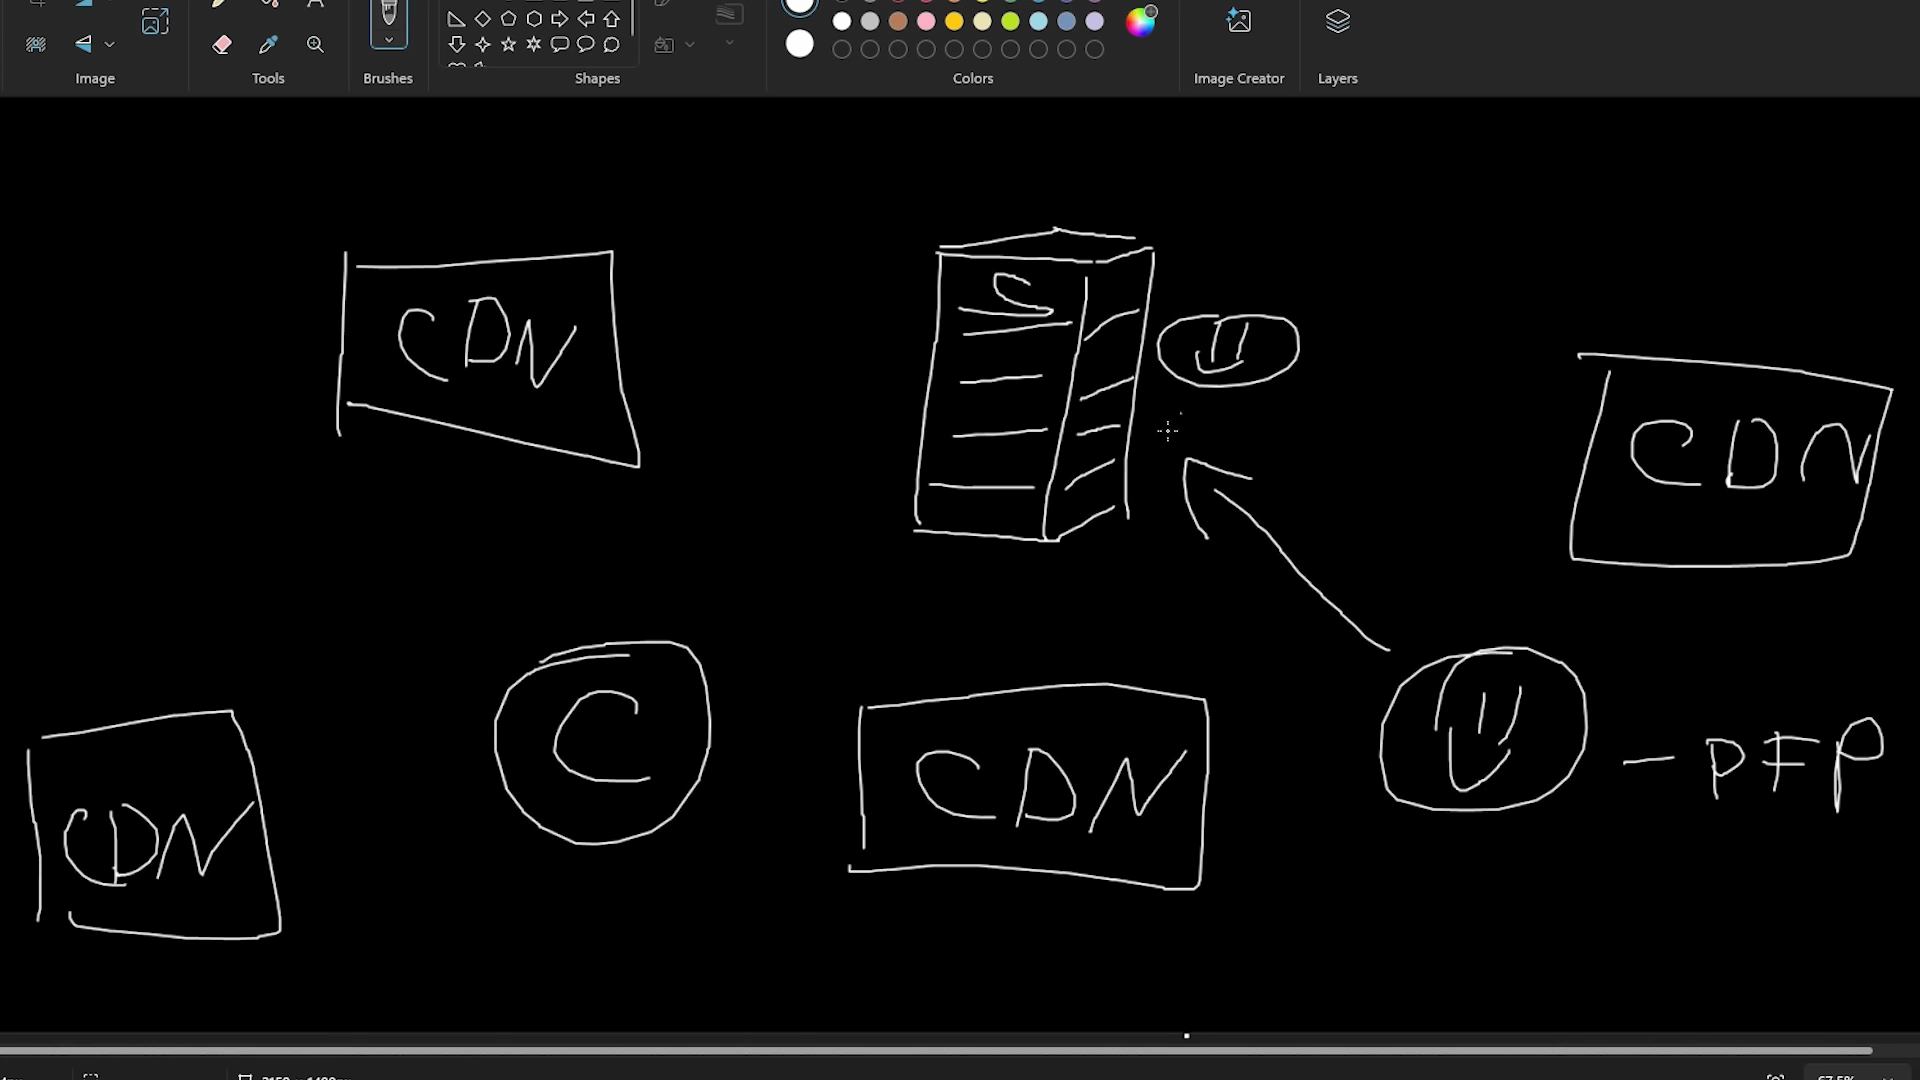 Image
Tools
Brushes
Shapes
Colors
Image Creator
Layers
CDN
S
U
CDN
C
CDN
U - PFP
CDN